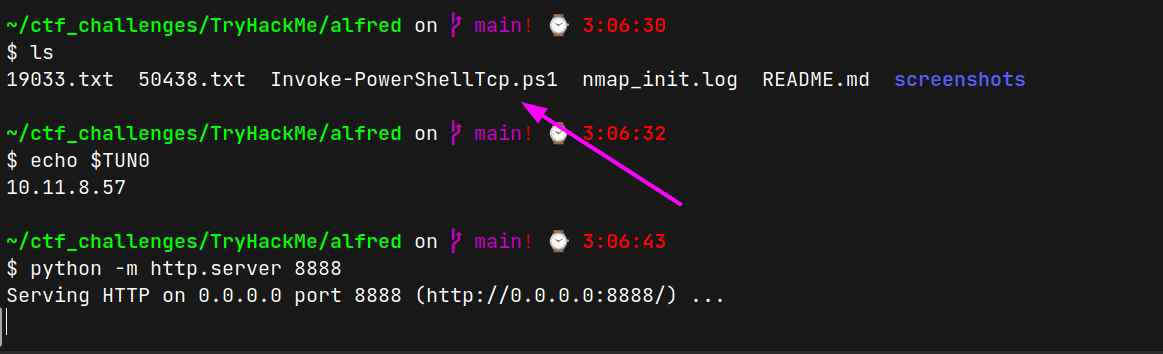 ~/ctf_challenges/TryHackMe/alfred on main! 3:06:30
$ ls
19033.txt 50438.txt Invoke-PowerShellTcp.ps1 nmap_init.log README.md screenshots
~/ctf_challenges/TryHackMe/alfred on main! 3:06:32
$ echo $TUN0
10.11.8.57
~/ctf_challenges/TryHackMe/alfred on main! 3:06:43
$ python -m http.server 8888
Serving HTTP on 0.0.0.0 port 8888 (http://0.0.0.0:8888/) ...